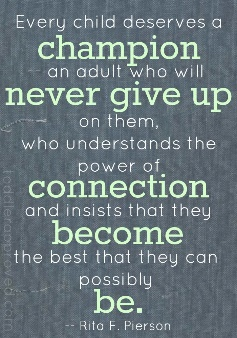 Every child deserves a
champion
an adult who will
never give up
on them,
who understands the
power of
connection
and insists that they
become
the best that they can
possibly
be.
-- Rita F. Pierson
toddlerapproved.com